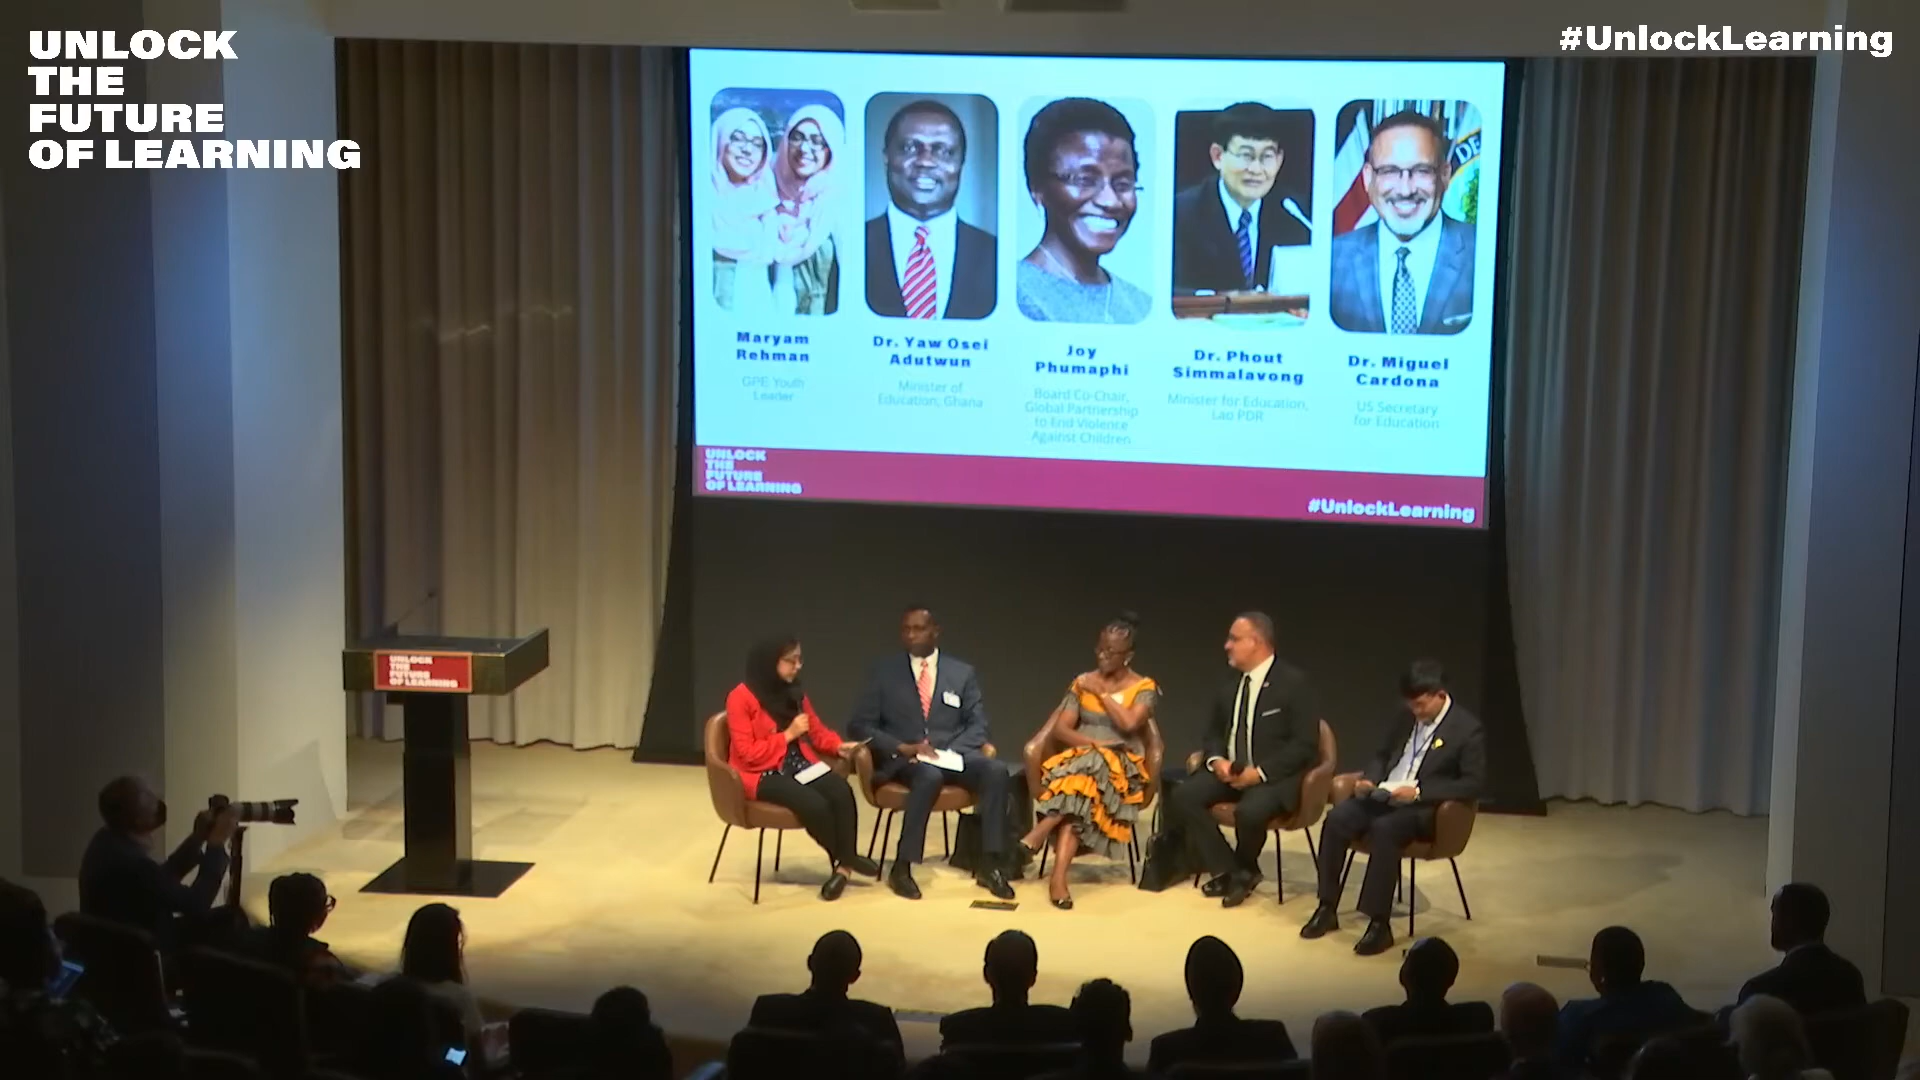 UNLOCK
THE
FUTURE
OF LEARNING
#UnlockLearning
Maryam
Rehman
GPE Youth
Leader
Dr. Yaw Osei
Adutwun
Minister of
Education, Ghana
Joy
Phumaphi
Board Co-Chair,
Global Partnership
to End Violence
Against Children
Dr. Phout
Simmalavong
Minister for Education,
Lao PDR
DE
Dr. Miguel
Cardona
US Secretary
for Education
UNLOCK
THE
FUTURE
OF LEARNING
#UnlockLearning
UNLOCK
THE
FUTURE
OF LEARNING